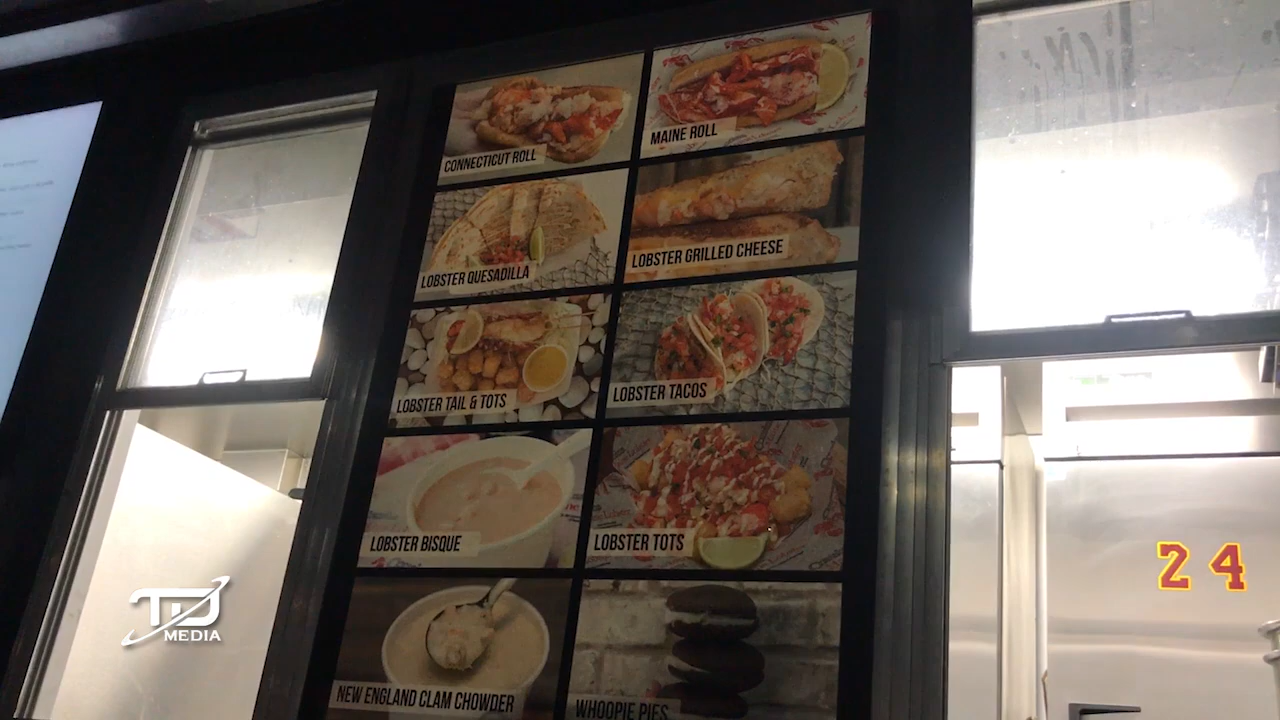 CONNECTICUT ROLL
MAINE ROLL
LOBSTER QUESADILLA
LOBSTER GRILLED CHEESE
LOBSTER TAIL & TOTS
LOBSTER TACOS
LOBSTER BISQUE
LOBSTER TOTS
NEW ENGLAND CLAM CHOWDER
WHOOPIE PIES
24
TD
MEDIA